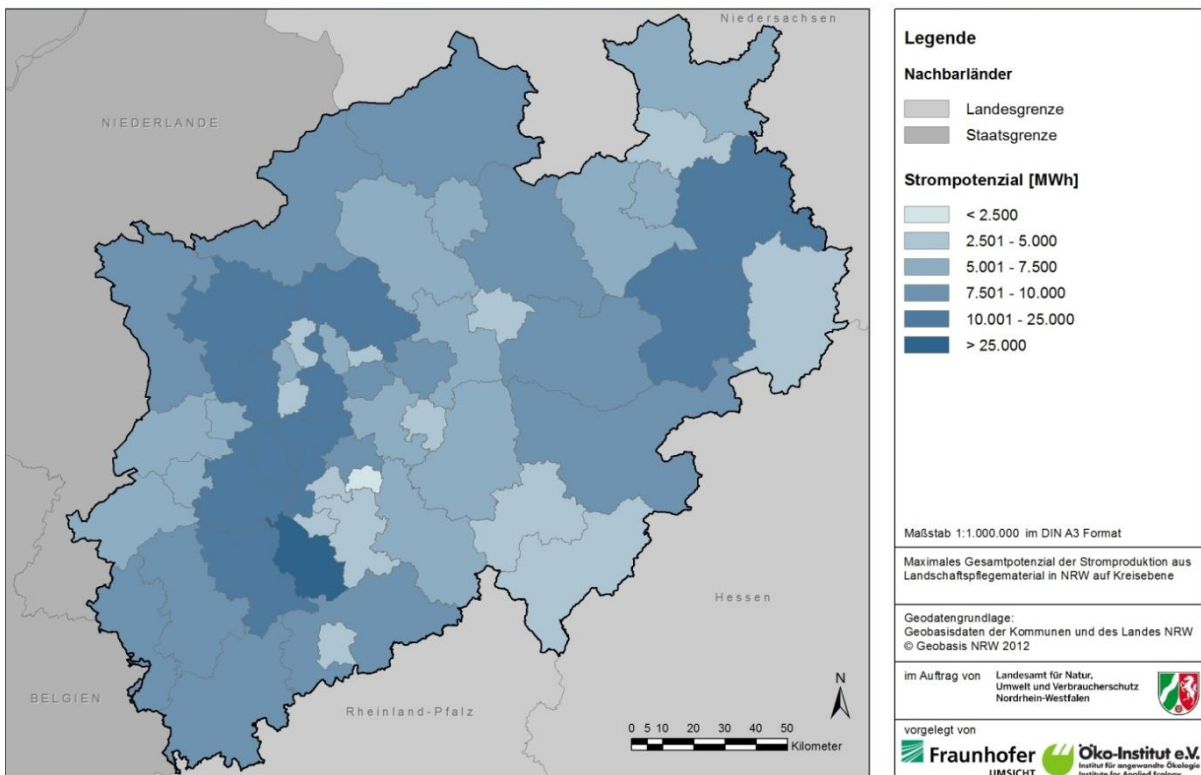 Niedersachsen
NIEDERLANDE
BELGIEN
Rheinland-Pfalz
Hessen
N
0 5 10 20 30 40 50
Kilometer
Legende
Nachbarländer
Landesgrenze
Staatsgrenze
Strompotenzial [MWh]
< 2.500
2.501 - 5.000
5.001 - 7.500
7.501 - 10.000
10.001 - 25.000
> 25.000
Maßstab 1:1.000.000 im DIN A3 Format
Maximales Gesamtpotenzial der Stromproduktion aus
Landschaftspflegematerial in NRW auf Kreisebene
Geodatengrundlage:
Geobasisdaten der Kommunen und des Landes NRW
© Geobasis NRW 2012
im Auftrag von
Landesamt für Natur,
Umwelt und Verbraucherschutz
Nordrhein-Westfalen
vorgelegt von
Fraunhofer
UMSICHT
Öko-Institut e.V.
Institut für angewandte Ökologie
Institute for Applied Ecology